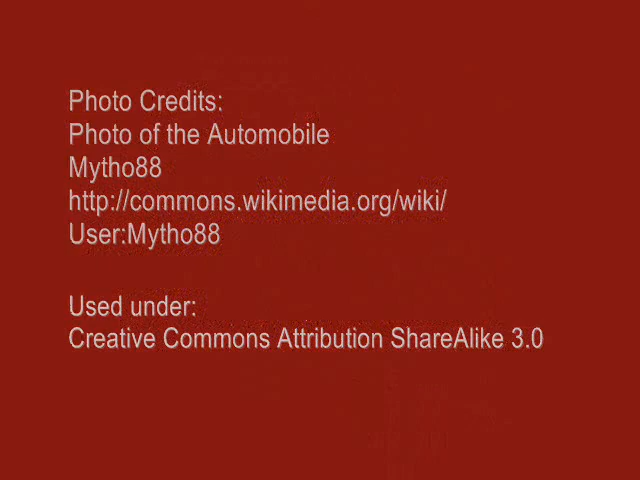 Photo Credits:
Photo of the Automobile
Mytho88
http://commons.wikimedia.org/wiki/
User:Mytho88
Used under:
Creative Commons Attribution ShareAlike 3.0